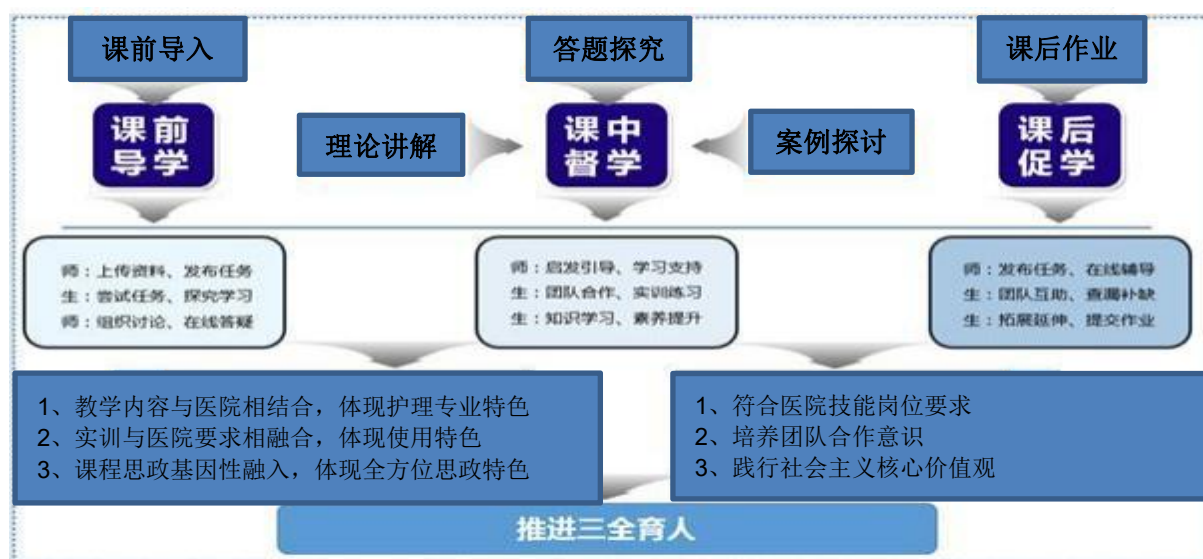 课前导入
答题探究
课后作业
课前
导学
理论讲解
课中
督学
案例探讨
课后
促学
师：上传资料、发布任务
生：尝试任务、探究学习
师：组织讨论、在线答疑
师：启发引导、学习支持
生：团队合作、实训练习
生：知识学习、素养提升
师：发布任务、在线辅导
生：团队互助、查漏补缺
生：拓展延伸、提交作业
1、教学内容与医院相结合，体现护理专业特色
2、实训与医院要求相融合，体现使用特色
3、课程思政基因性融入，体现全方位思政特色
1、符合医院技能岗位要求
2、培养团队合作意识
3、践行社会主义核心价值观
推进三全育人